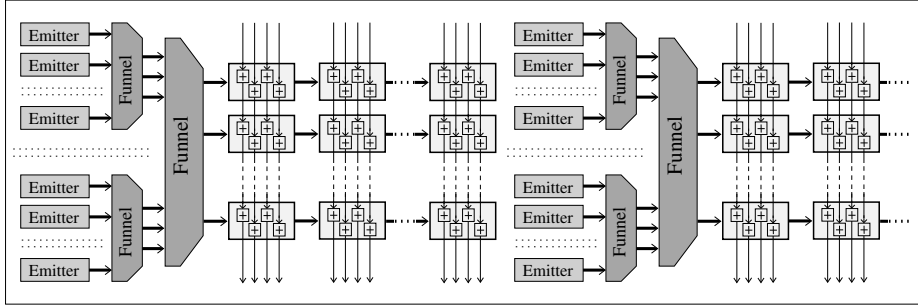 Emitter
Emitter
Emitter
Funnel
Emitter
Emitter
Emitter
Funnel
Funnel
+ + + +
+ + + +
+ + + +
+ + + +
+ + + +
+ + + +
+ + + +
+ + + +
+ + + +
Emitter
Emitter
Emitter
Funnel
Emitter
Emitter
Emitter
Funnel
Funnel
+ + + +
+ + + +
+ + + +
+ + + +
+ + + +
+ + + +